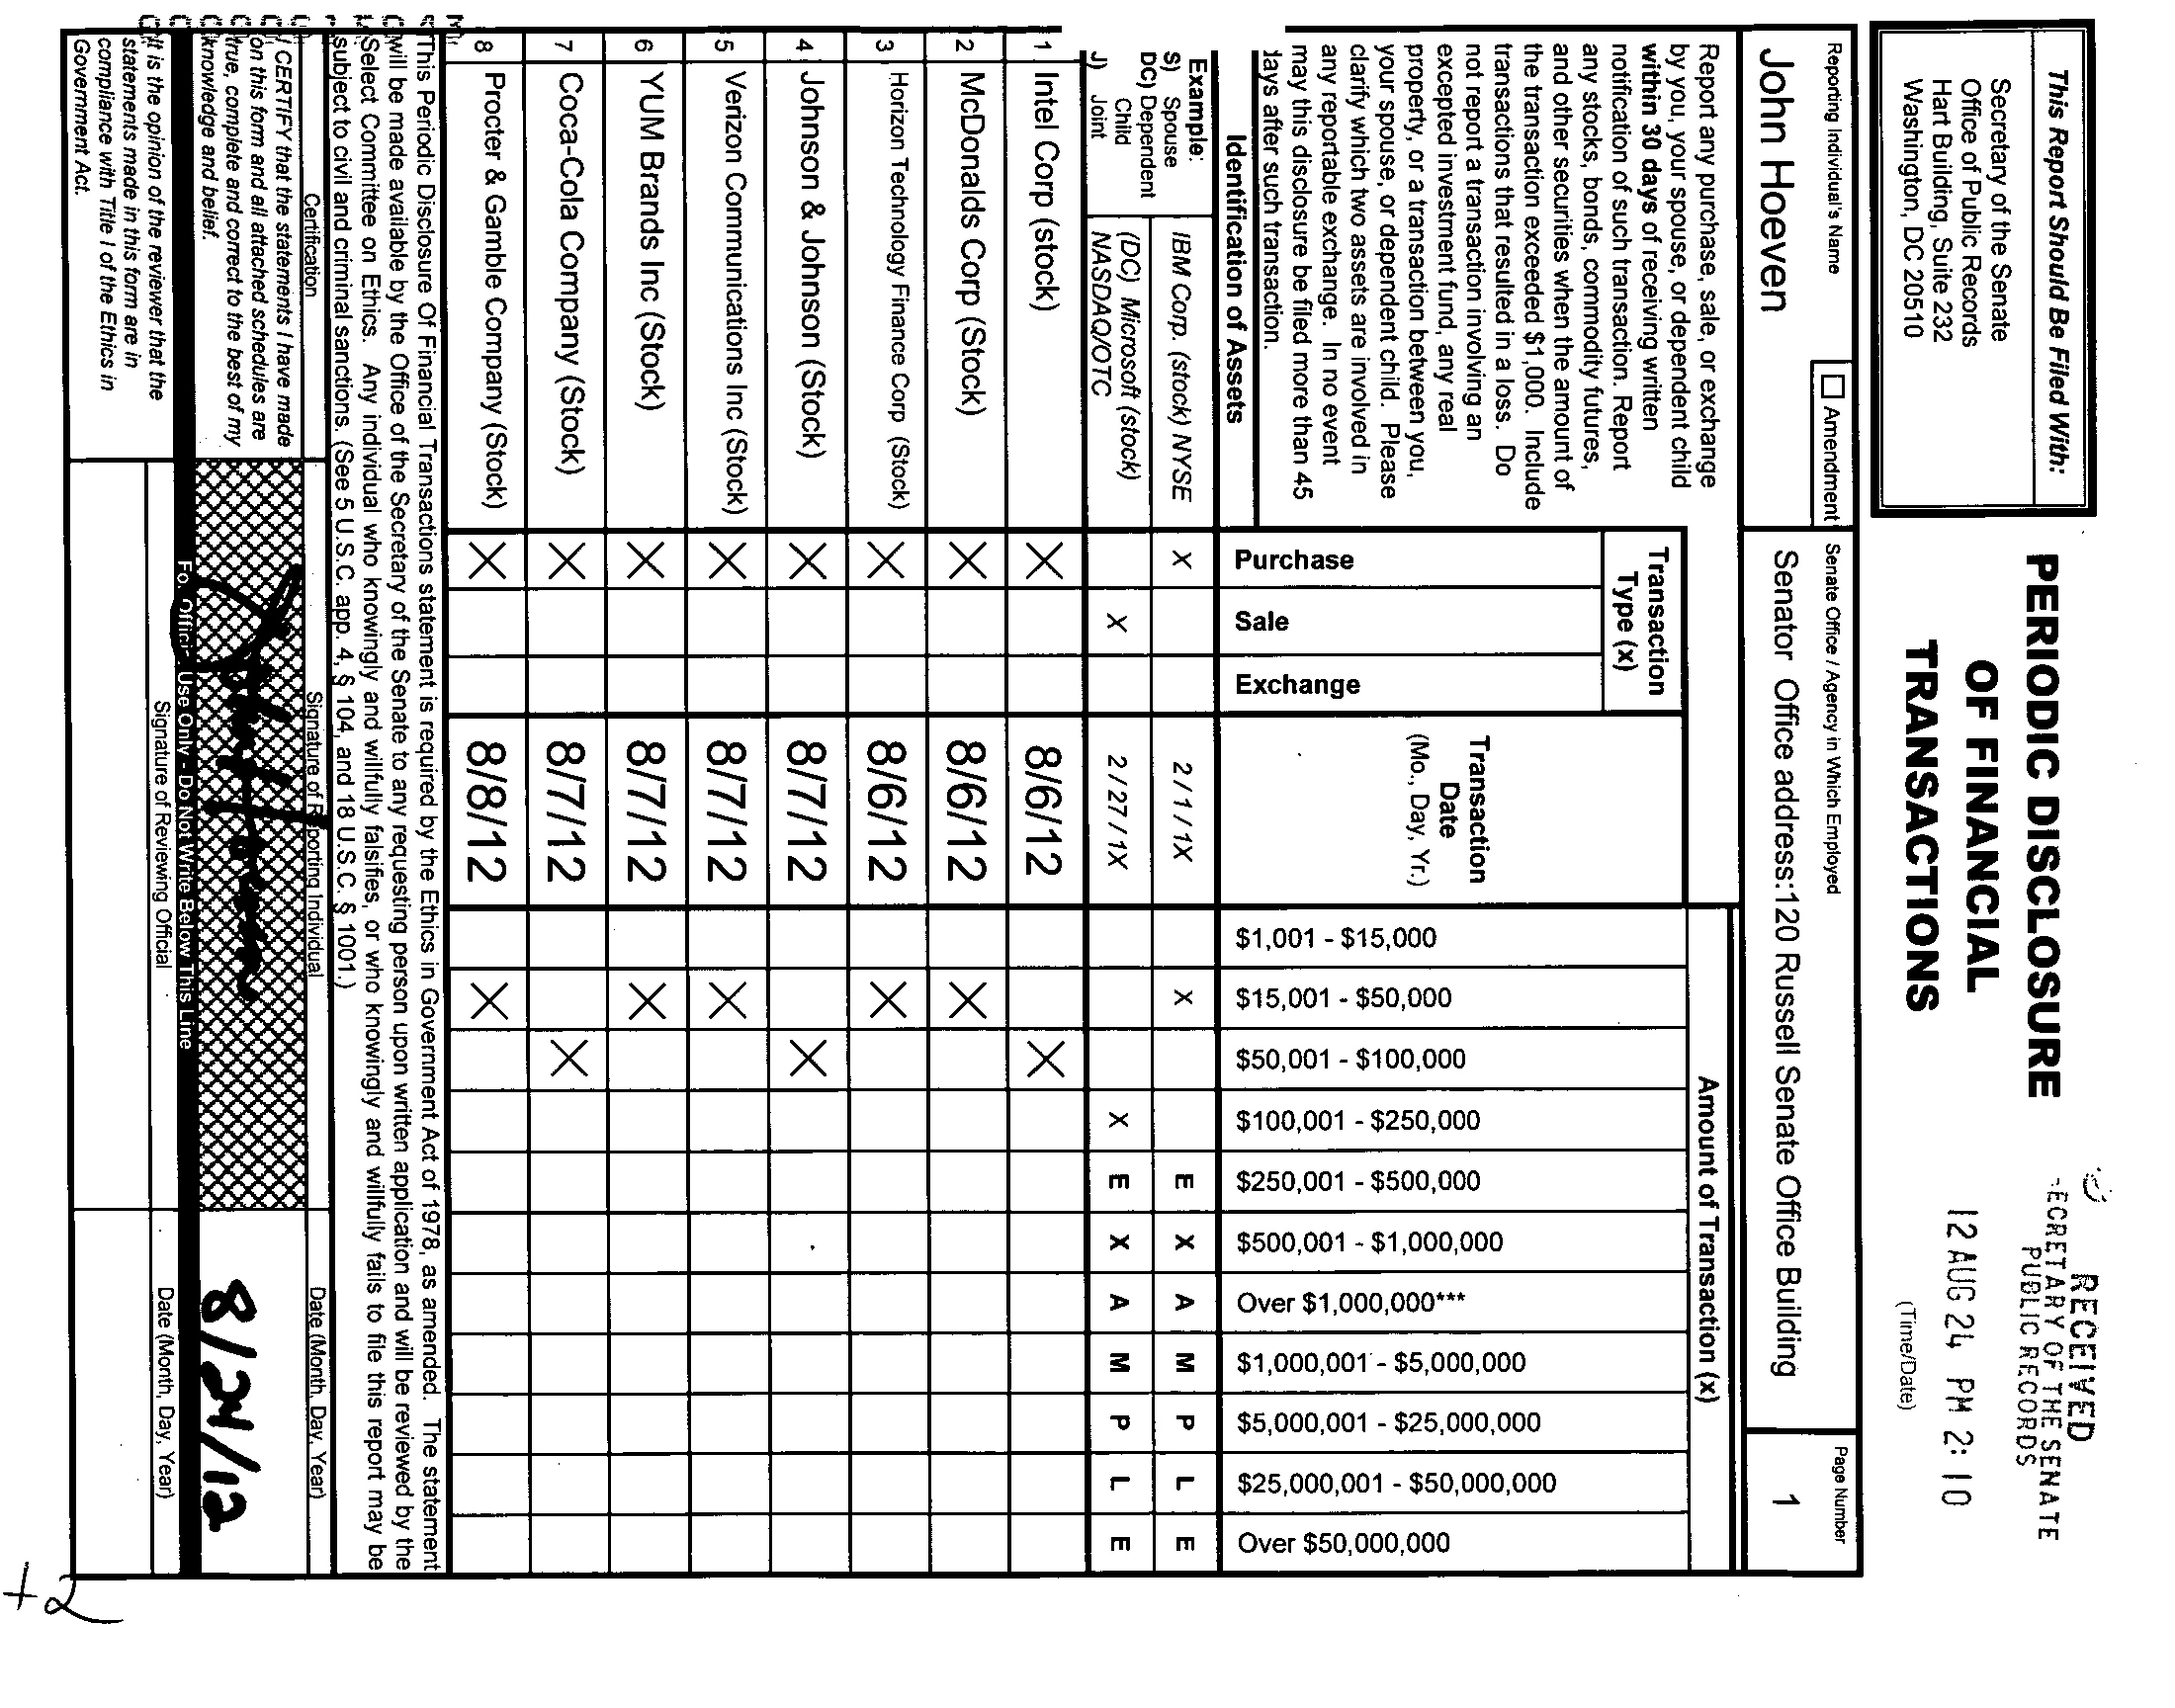 This Report Should Be Filed With:
Secretary of the Senate
Office of Public Records
Hart Building, Suite 232
Washington, DC 20510
PERIODIC DISCLOSURE
OF FINANCIAL
TRANSACTIONS
RECEIVED
ECRETARY OF THE SENATE
PUBLIC RECORDS
12 AUG 24 PM 2:10
(Time/Date)
Reporting Individual's Name
John Hoeven
☐ Amendment
Senate Office / Agency in Which Employed
Senator Office address:120 Russell Senate Office Building
Page Number
1
Report any purchase, sale, or exchange
by you, your spouse, or dependent child
within 30 days of receiving written
notification of such transaction. Report
any stocks, bonds, commodity futures,
and other securities when the amount of
the transaction exceeded $1,000. Include
transactions that resulted in a loss. Do
not report a transaction involving an
excepted investment fund, any real
property, or a transaction between you,
your spouse, or dependent child. Please
clarify which two assets are involved in
any reportable exchange. In no event
may this disclosure be filed more than 45
days after such transaction.
Identification of Assets
Transaction
Type (x)
Purchase
Sale
Exchange
Transaction
Date
(Mo., Day, Yr.)
Amount of Transaction (x)
$1,001 - $15,000
$15,001 - $50,000
$50,001 - $100,000
$100,001 - $250,000
$250,001 - $500,000
$500,001 - $1,000,000
Over $1,000,000***
$1,000,001 - $5,000,000
$5,000,001 - $25,000,000
$25,000,001 - $50,000,000
Over $50,000,000
Example:
S) Spouse
DC) Dependent
Child
J) Joint
IBM Corp. (stock) NYSE X 2 / 1 / 1X X E X A M P L E
(DC) Microsoft (stock)
NASDAQ/OTC X 2 / 27 / 1X X E X A M P L E
1 Intel Corp (stock) X 8/6/12 X
2 McDonalds Corp (Stock) X 8/6/12 X
3 Horizon Technology Finance Corp (Stock) X 8/6/12 X
4 Johnson & Johnson (Stock) X 8/7/12 X
5 Verizon Communications Inc (Stock) X 8/7/12 X
6 YUM Brands Inc (Stock) X 8/7/12 X
7 Coca-Cola Company (Stock) X 8/7/12 X
8 Procter & Gamble Company (Stock) X 8/8/12 X
This Periodic Disclosure Of Financial Transactions statement is required by the Ethics in Government Act of 1978, as amended. The statement
will be made available by the Office of the Secretary of the Senate to any requesting person upon written application and will be reviewed by the
Select Committee on Ethics. Any individual who knowingly and willfully falsifies, or who knowingly and willfully fails to file this report may be
subject to civil and criminal sanctions. (See 5 U.S.C. app. 4, § 104, and 18 U.S.C. § 1001.)
Certification
Signature of Reporting Individual
Date (Month, Day, Year)
I CERTIFY that the statements I have made
on this form and all attached schedules are
true, complete and correct to the best of my
knowledge and belief.
8/24/12
For Official Use Only - Do Not Write Below This Line
It is the opinion of the reviewer that the
statements made in this form are in
compliance with Title I of the Ethics in
Government Act.
Signature of Reviewing Official
Date (Month, Day, Year)
+2